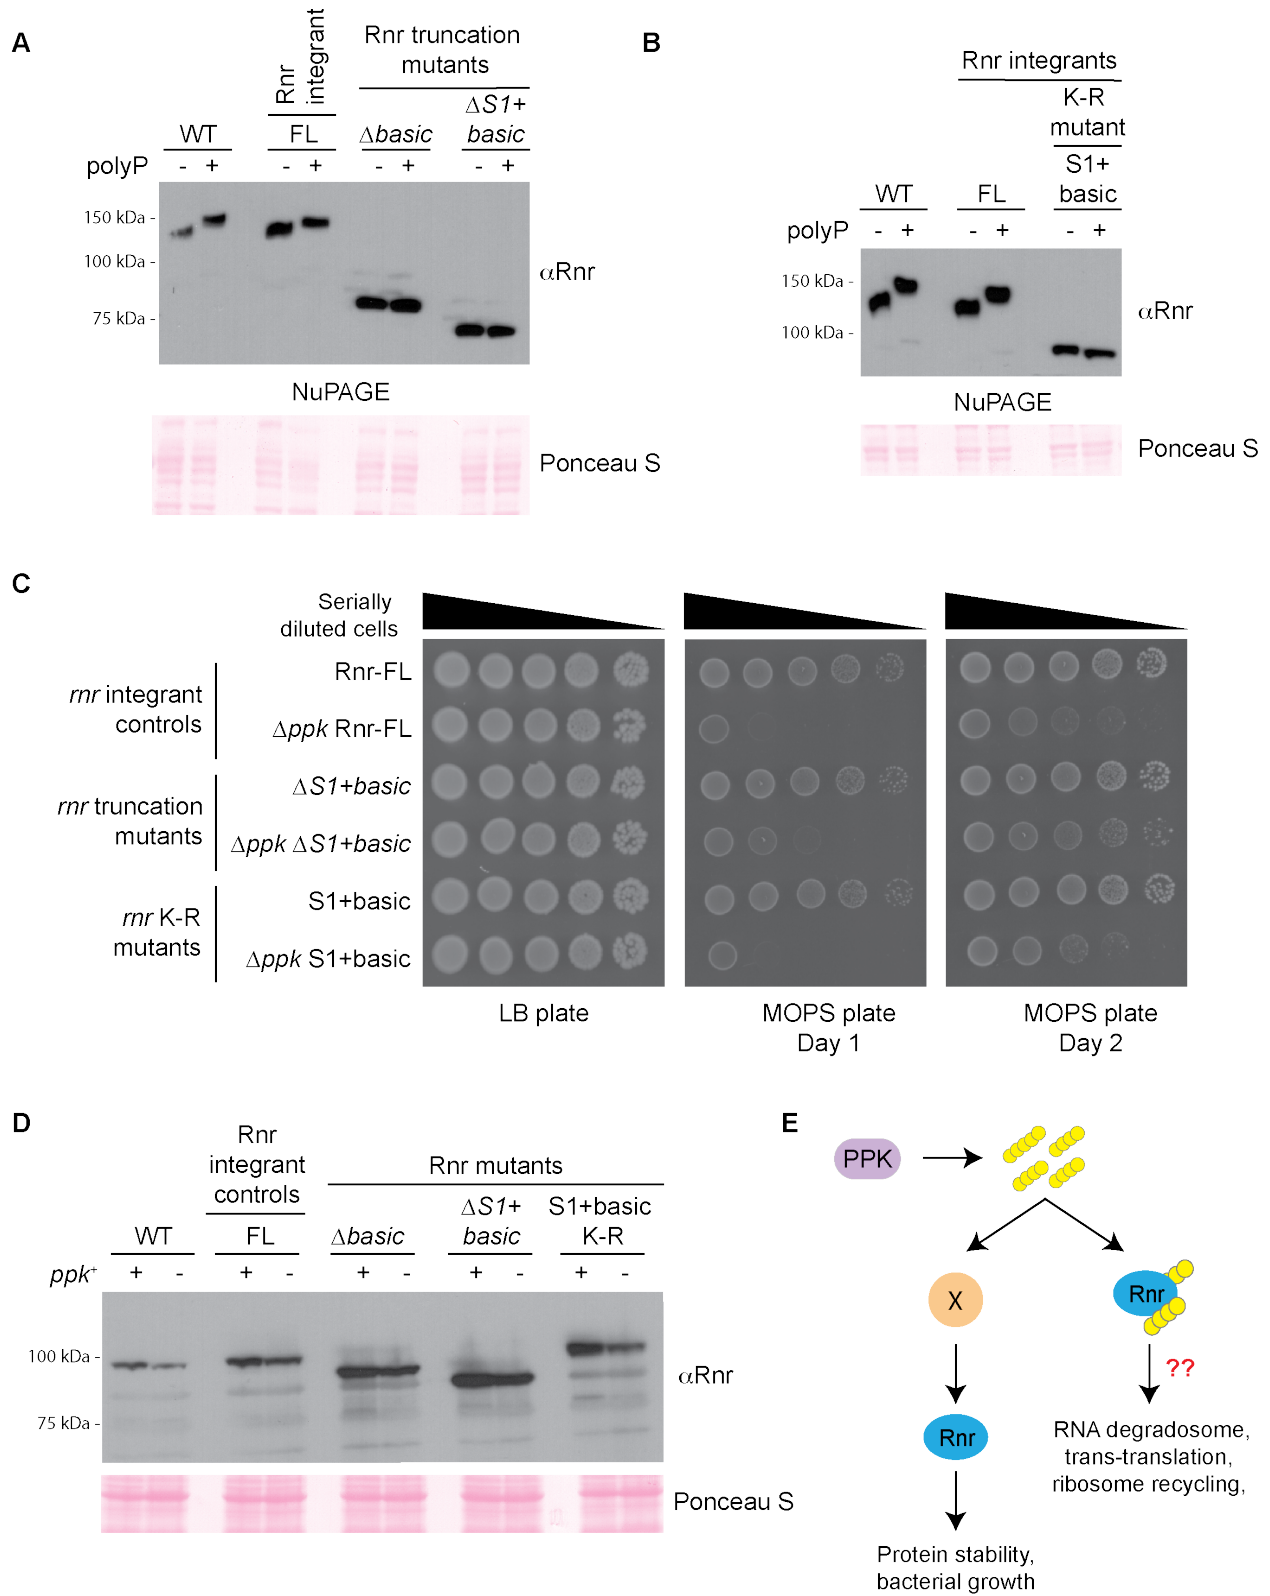 A
Rnr
integrant
Rnr truncation
mutants
WT
FL
Δbasic
ΔS1+
basic
polyP
- + - + - + - +
150 kDa -
100 kDa -
75 kDa -
αRnr
NuPAGE
Ponceau S
B
Rnr integrants
K-R
mutant
WT
FL
S1+
basic
polyP
- + - + - +
150 kDa -
100 kDa -
αRnr
NuPAGE
Ponceau S
C
Serially
diluted cells
rnr integrant
controls
Rnr-FL
Δppk Rnr-FL
rnr truncation
mutants
ΔS1+basic
Δppk ΔS1+basic
rnr K-R
mutants
S1+basic
Δppk S1+basic
LB plate
MOPS plate
Day 1
MOPS plate
Day 2
D
Rnr
integrant
controls
Rnr mutants
WT
FL
Δbasic
ΔS1+
basic
S1+basic
K-R
ppk+
+ - + - + - + - + -
100 kDa -
75 kDa -
αRnr
Ponceau S
E
PPK
X
Rnr
Rnr
??
RNA degradosome,
trans-translation,
ribosome recycling,
Protein stability,
bacterial growth